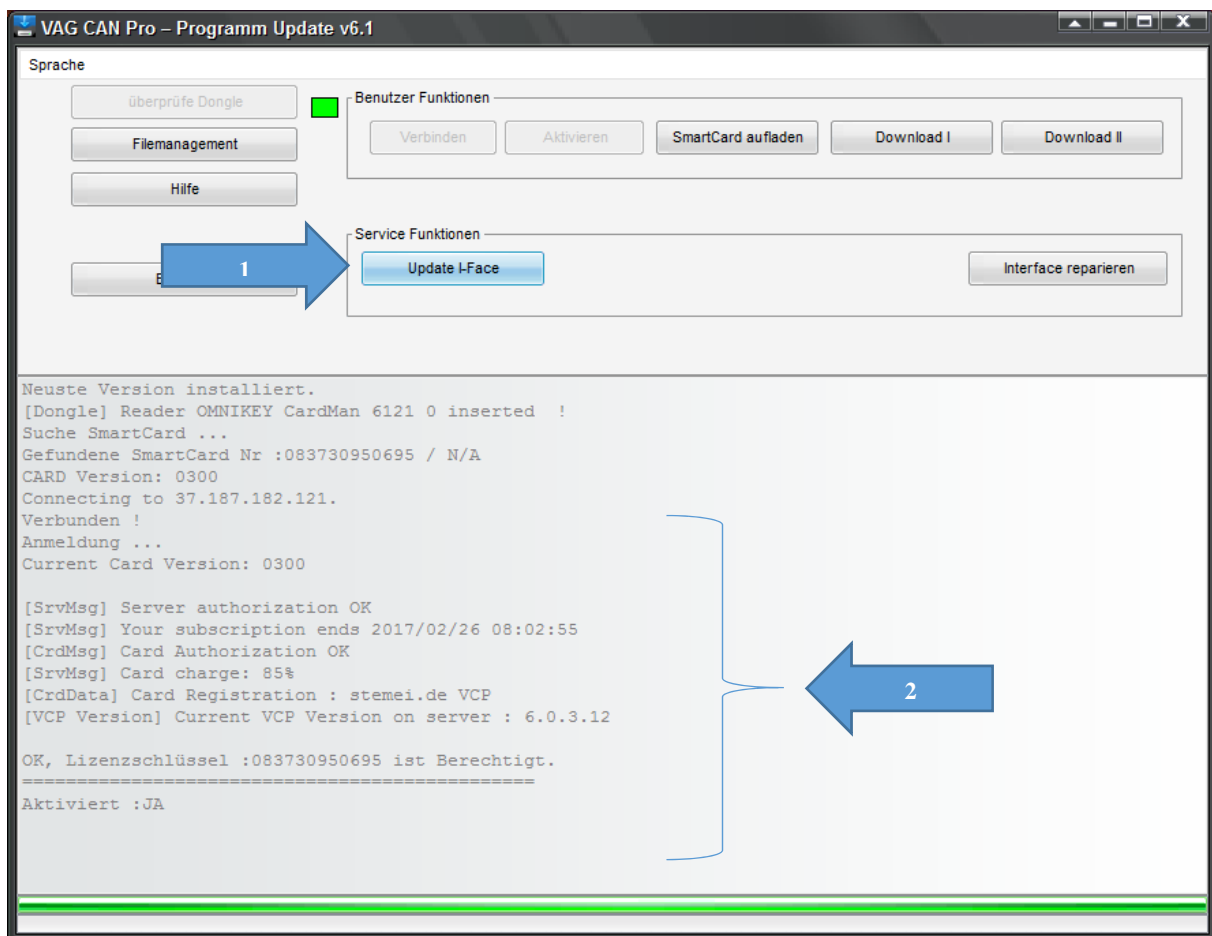 VAG CAN Pro – Programm Update v6.1
Sprache
überprüfe Dongle
Filemanagement
Hilfe
Benutzer Funktionen
Verbinden
Aktivieren
SmartCard aufladen
Download I
Download II
Service Funktionen
1
Update I-Face
Interface reparieren
Neuste Version installiert.
[Dongle] Reader OMNIKEY CardMan 6121 0 inserted  !
Suche SmartCard ...
Gefundene SmartCard Nr :083730950695 / N/A
CARD Version: 0300
Connecting to 37.187.182.121.
Verbunden !
Anmeldung ...
Current Card Version: 0300
[SrvMsg] Server authorization OK
[SrvMsg] Your subscription ends 2017/02/26 08:02:55
[CrdMsg] Card Authorization OK
[SrvMsg] Card charge: 85%
[CrdData] Card Registration : stemei.de VCP
[VCP Version] Current VCP Version on server : 6.0.3.12
2
OK, Lizenzschlüssel :083730950695 ist Berechtigt.
==============================================
Aktiviert :JA